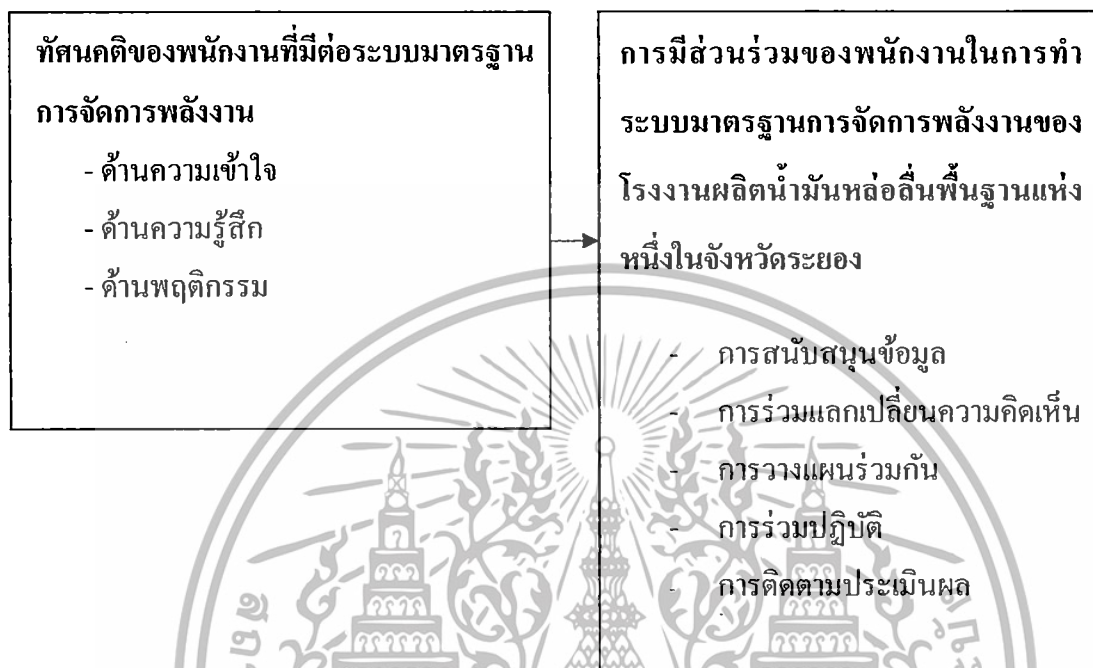 ทัศนคติของพนักงานที่มีต่อระบบมาตรฐาน
การจัดการพลังงาน
- ด้านความเข้าใจ
- ด้านความรู้สึก
- ด้านพฤติกรรม
การมีส่วนร่วมของพนักงานในการทำ
ระบบมาตรฐานการจัดการพลังงานของ
โรงงานผลิตน้ำมันหล่อลื่นพื้นฐานแห่ง
หนึ่งในจังหวัดระยอง
- การสนับสนุนข้อมูล
- การร่วมแลกเปลี่ยนความคิดเห็น
- การวางแผนร่วมกัน
- การร่วมปฏิบัติ
- การติดตามประเมินผล